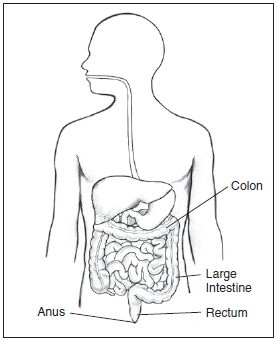 Colon
Large
Intestine
Anus
Rectum